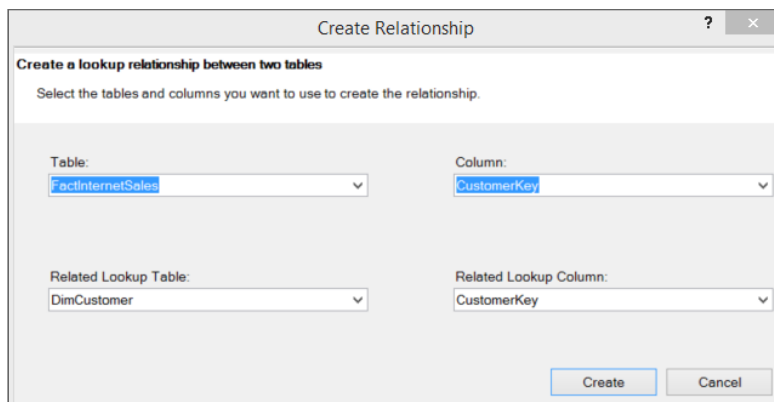 Create Relationship
?
×
Create a lookup relationship between two tables
Select the tables and columns you want to use to create the relationship.
Table:
Column:
FactInternetSales
CustomerKey
Related Lookup Table:
Related Lookup Column:
DimCustomer
CustomerKey
Create
Cancel